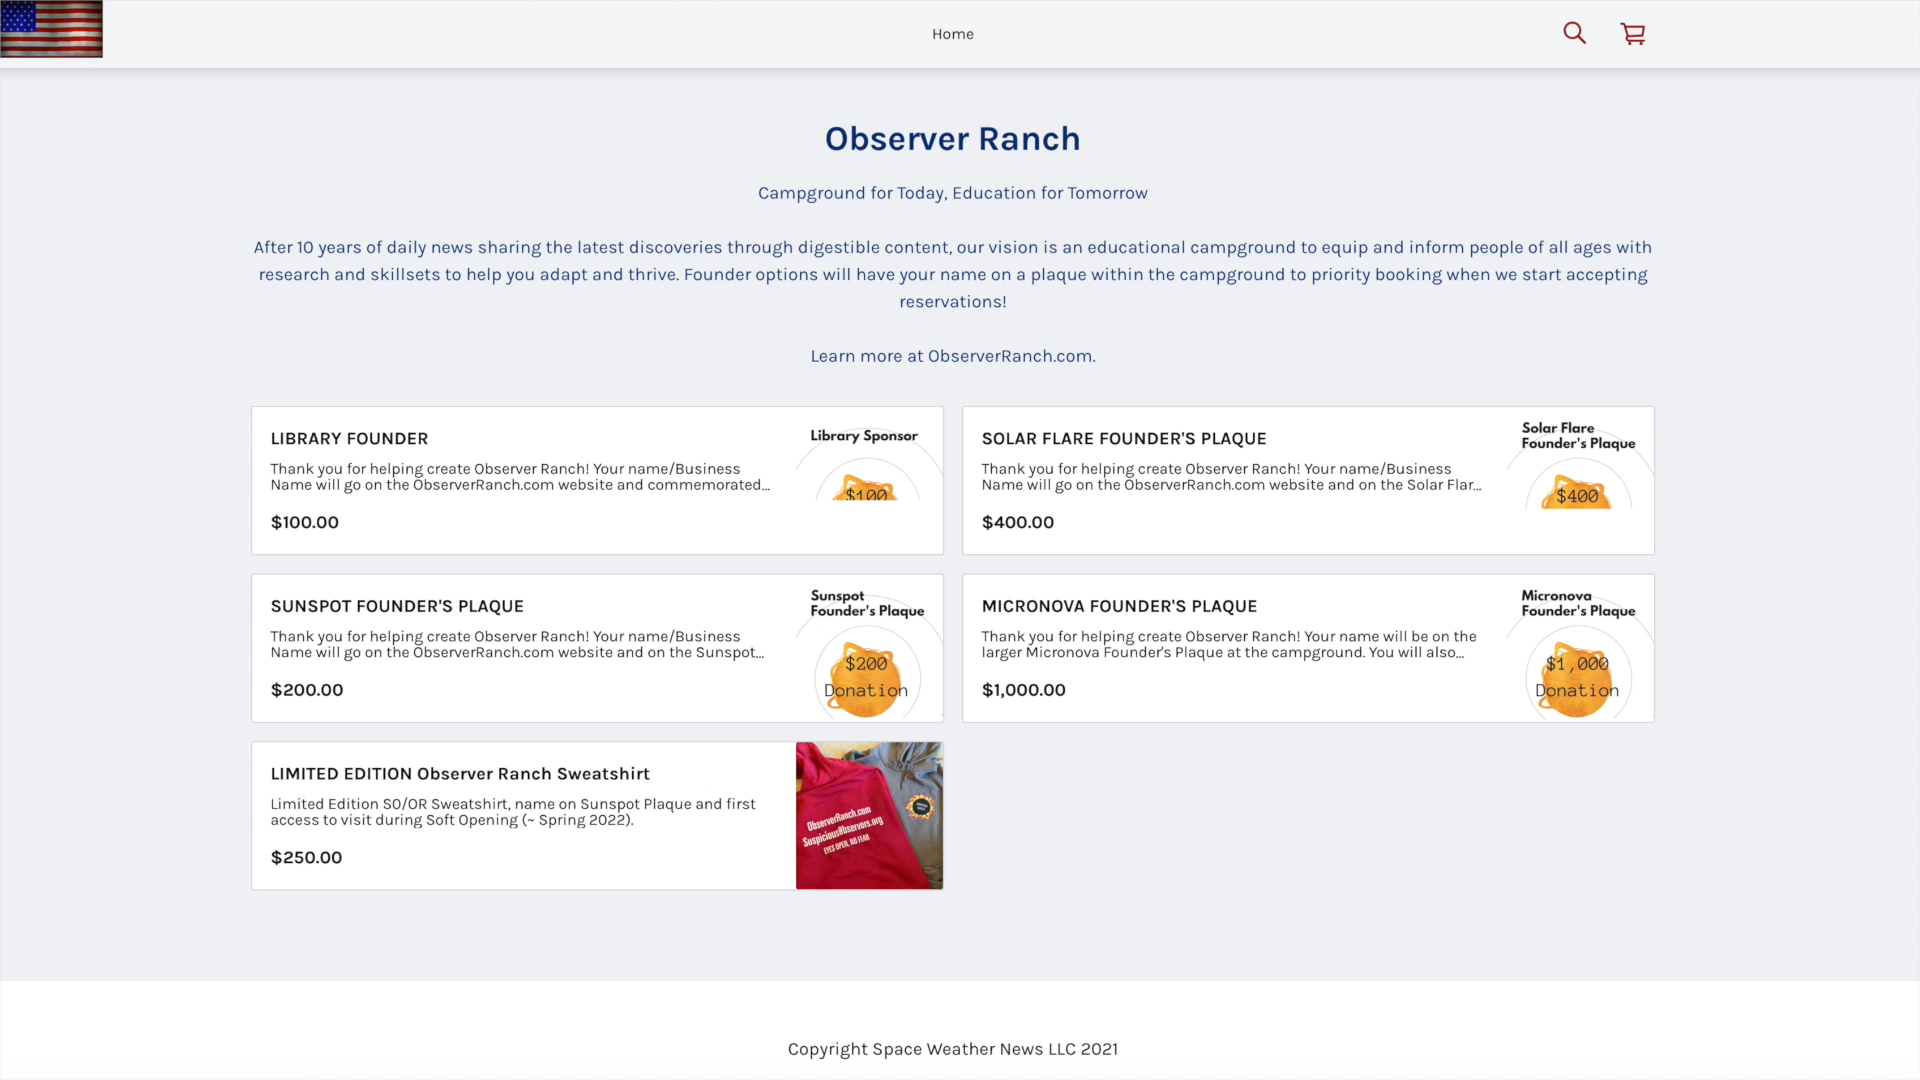 Home
Observer Ranch
Campground for Today, Education for Tomorrow
After 10 years of daily news sharing the latest discoveries through digestible content, our vision is an educational campground to equip and inform people of all ages with
research and skillsets to help you adapt and thrive. Founder options will have your name on a plaque within the campground to priority booking when we start accepting
reservations!
Learn more at ObserverRanch.com.
LIBRARY FOUNDER
Thank you for helping create Observer Ranch! Your name/Business
Name will go on the ObserverRanch.com website and commemorated...
$100.00
Library Sponsor
$100
SOLAR FLARE FOUNDER'S PLAQUE
Thank you for helping create Observer Ranch! Your name/Business
Name will go on the ObserverRanch.com website and on the Solar Flar...
$400.00
Solar Flare
Founder's Plaque
$400
SUNSPOT FOUNDER'S PLAQUE
Thank you for helping create Observer Ranch! Your name/Business
Name will go on the ObserverRanch.com website and on the Sunspot...
$200.00
Sunspot
Founder's Plaque
$200
Donation
MICRONOVA FOUNDER'S PLAQUE
Thank you for helping create Observer Ranch! Your name will be on the
larger Micronova Founder's Plaque at the campground. You will also...
$1,000.00
Micronova
Founder's Plaque
$1,000
Donation
LIMITED EDITION Observer Ranch Sweatshirt
Limited Edition S0/OR Sweatshirt, name on Sunspot Plaque and first
access to visit during Soft Opening (~ Spring 2022).
$250.00
ObserverRanch.com
SuspiciousObservers.org
EYES OPEN, NO FEAR
Copyright Space Weather News LLC 2021